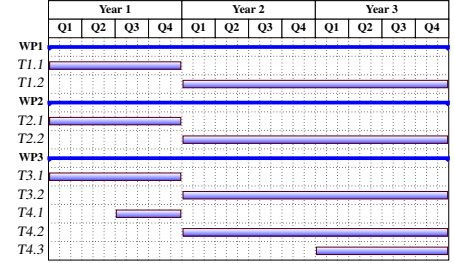 Year 1 Year 2 Year 3
Q1 Q2 Q3 Q4 Q1 Q2 Q3 Q4 Q1 Q2 Q3 Q4
WP1
T1.1
T1.2
WP2
T2.1
T2.2
WP3
T3.1
T3.2
T4.1
T4.2
T4.3